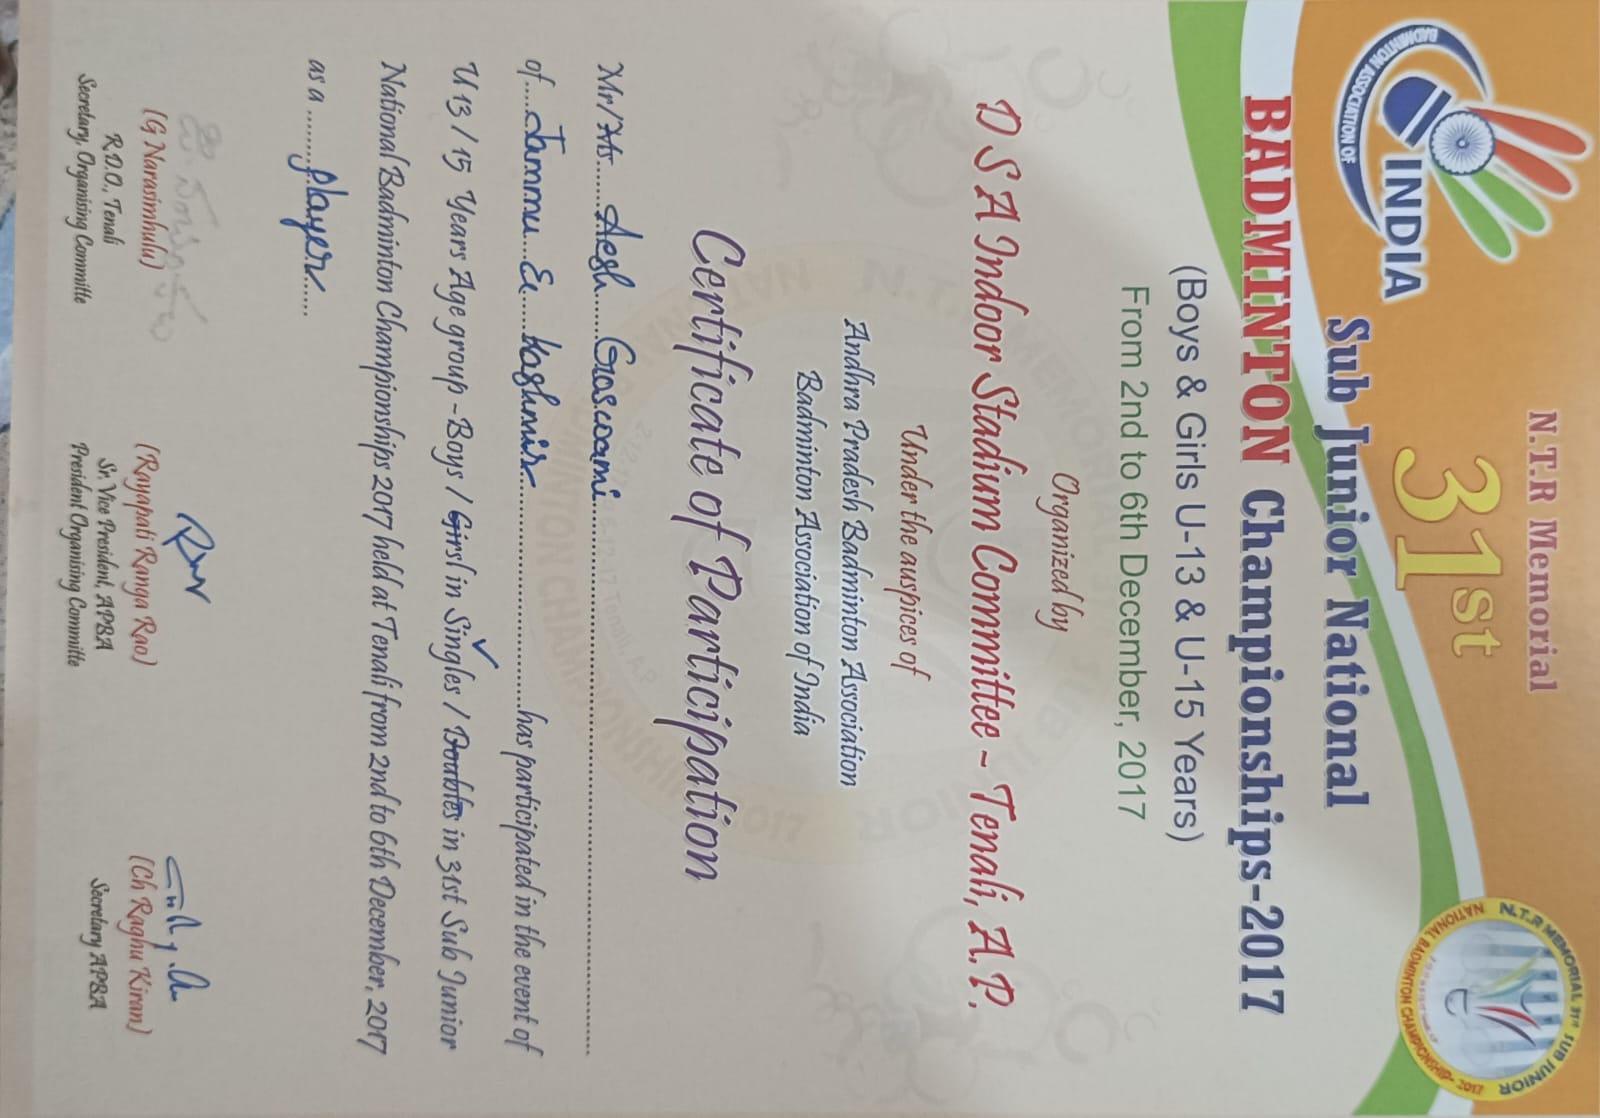 N.T.R Memorial
31st
BADMINTON ASSOCIATION OF
INDIA
Sub Junior National
BADMINTON Championships-2017
(Boys & Girls U-13 & U-15 Years)
From 2nd to 6th December, 2017
N.T.R MEMORIAL 31st SUB JUNIOR
NATIONAL BADMINTON CHAMPIONSHIP - 2017
Organized by
D S A Indoor Stadium Committee - Tenali, A.P.
Under the auspices of
Andhra Pradesh Badminton Association
Badminton Association of India
Certificate of Participation
Mr/Ms....... Aesh ....... Goswami
of.... Jammu & Kashmir has participated in the event of
U 13 / 15 Years Age group - Boys / Girsl in Singles ✓ / Doubles in 31st Sub Junior
National Badminton Championships 2017 held at Tenali from 2nd to 6th December, 2017
as a ........ player .....
(G Narasimhulu)
R.D.O., Tenali
Secretary, Organising Committe
(Rayapati Ranga Rao)
Sr. Vice President, APBA
President Organising Committe
(Ch Raghu Kiran)
Secretary APBA